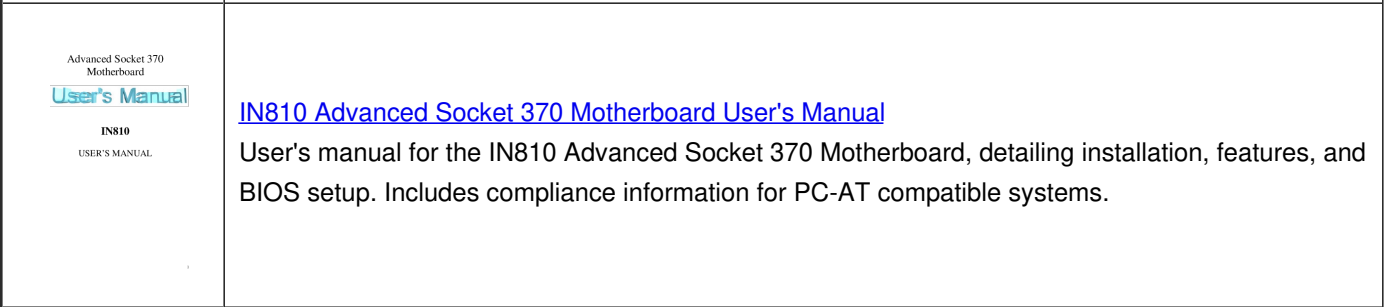 Advanced Socket 370
Motherboard
User's Manual
IN810
USER'S MANUAL
IN810 Advanced Socket 370 Motherboard User's Manual
User's manual for the IN810 Advanced Socket 370 Motherboard, detailing installation, features, and
BIOS setup. Includes compliance information for PC-AT compatible systems.